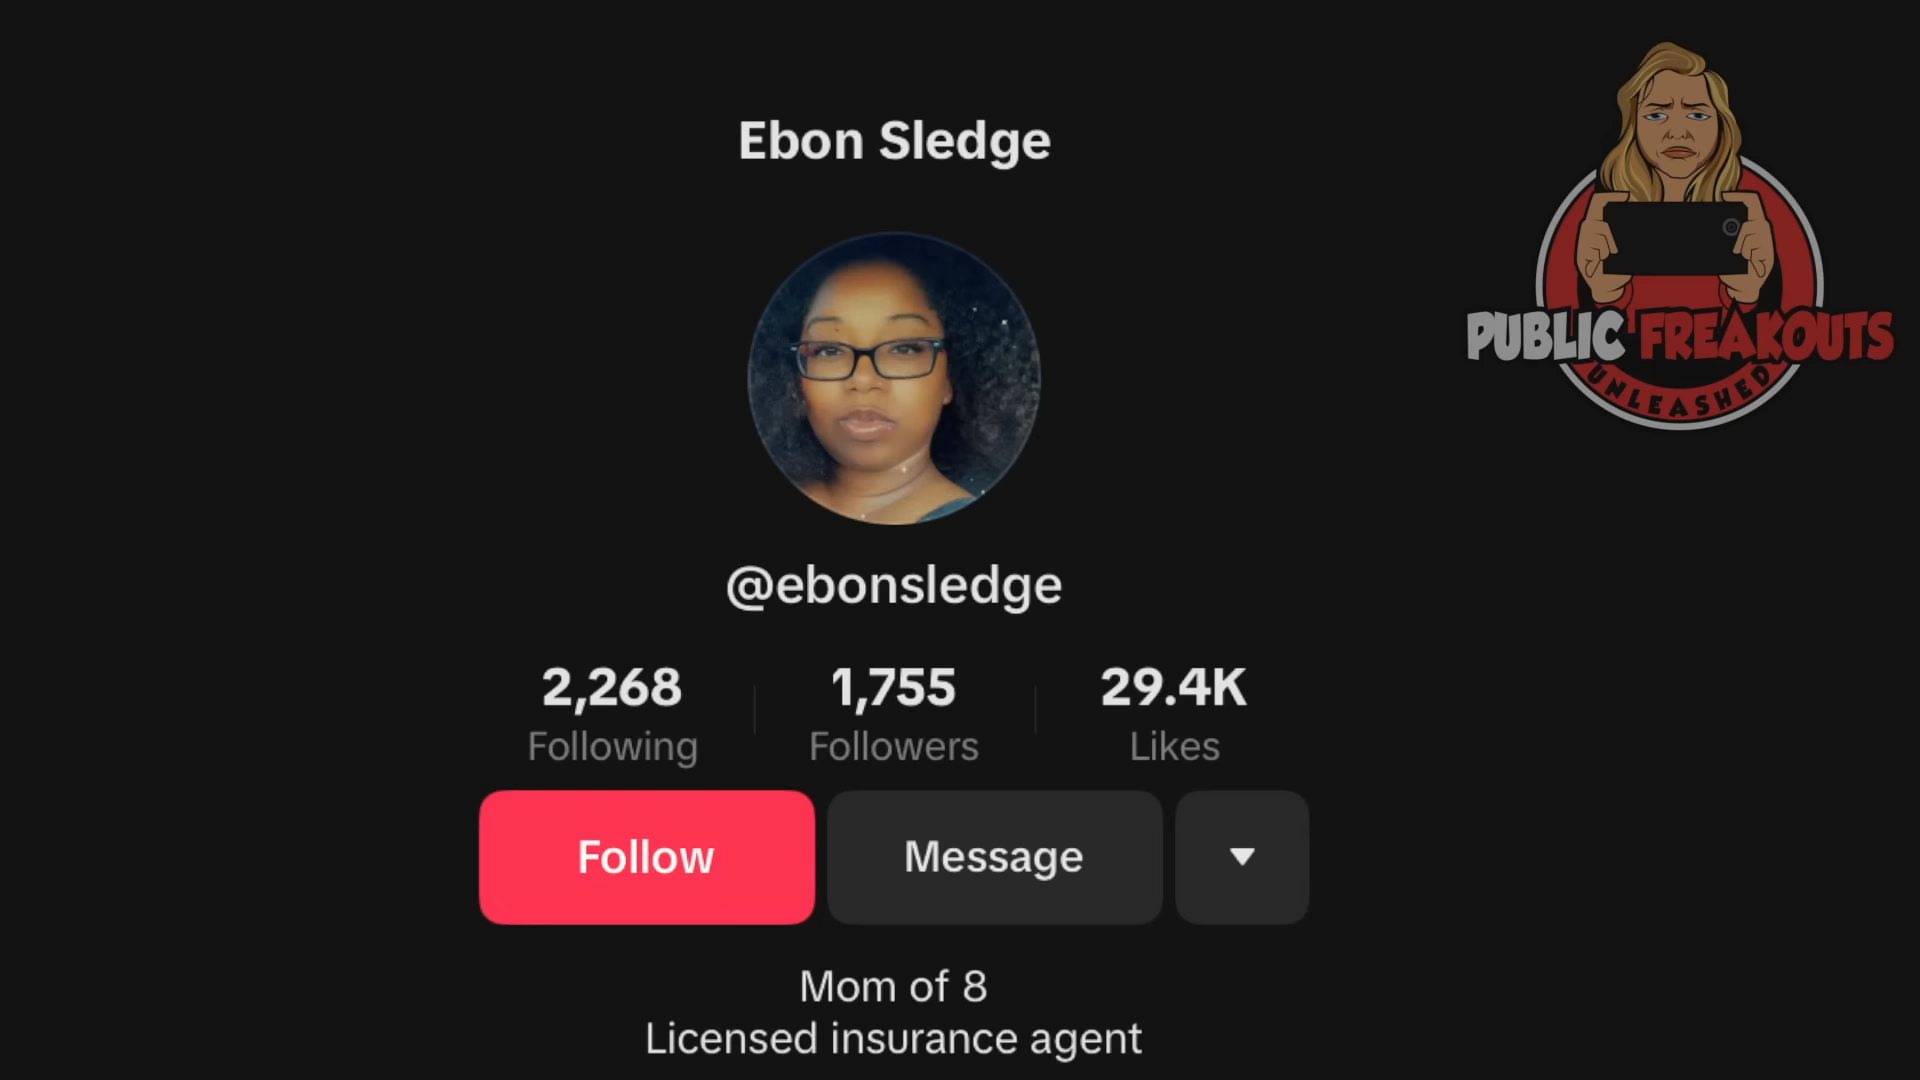 Ebon Sledge
PUBLIC FREAKOUTS
UNLEASHED
@ebonsledge
2,268 1,755 29.4K
Following Followers Likes
Follow Message
Mom of 8
Licensed insurance agent